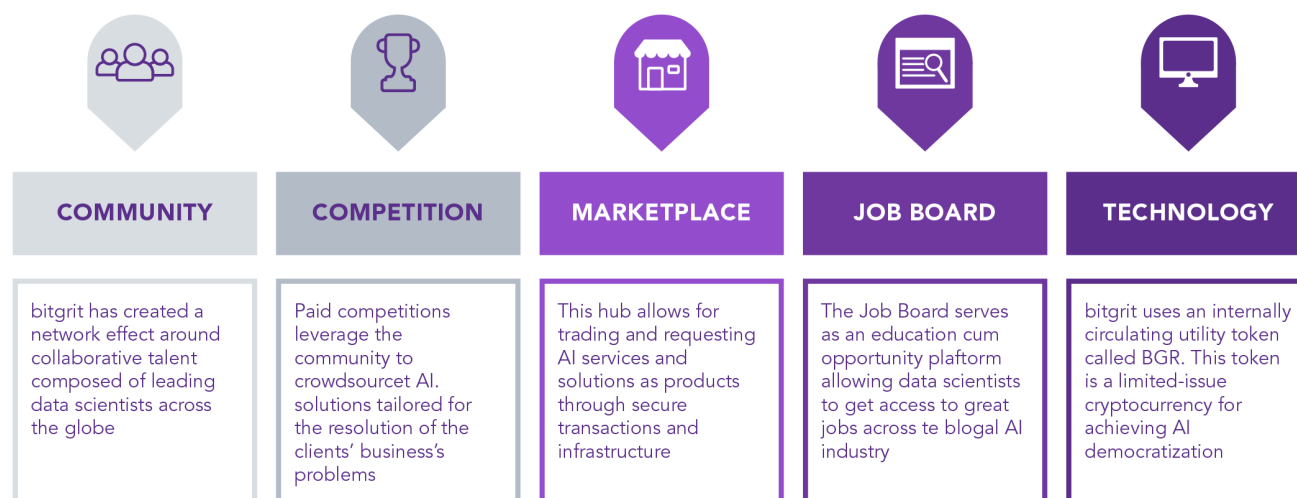 COMMUNITY
COMPETITION
MARKETPLACE
JOB BOARD
TECHNOLOGY
bitgrit has created a
network effect around
collaborative talent
composed of leading
data scientists across
the globe
Paid competitions
leverage the
community to
crowdsourcet AI.
solutions tailored for
the resolution of the
clients' business's
problems
This hub allows for
trading and requesting
AI services and
solutions as products
through secure
transactions and
infrastructure
The Job Board serves
as an education cum
opportunity plaftorm
allowing data scientists
to get access to great
jobs across te blogal AI
industry
bitgrit uses an internally
circulating utility token
called BGR. This token
is a limited-issue
cryptocurrency for
achieving AI
democratization